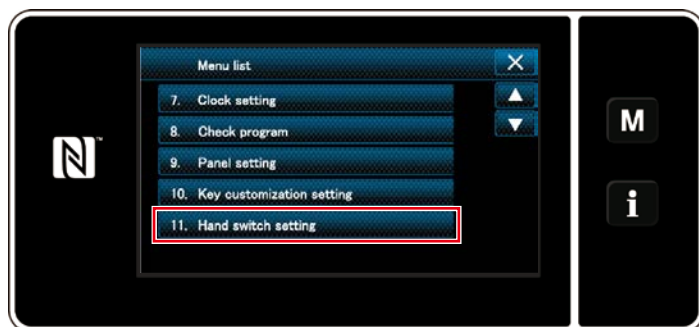 Menu list
7. Clock setting
8. Check program
9. Panel setting
10. Key customization setting
11. Hand switch setting
M
i
N
TM